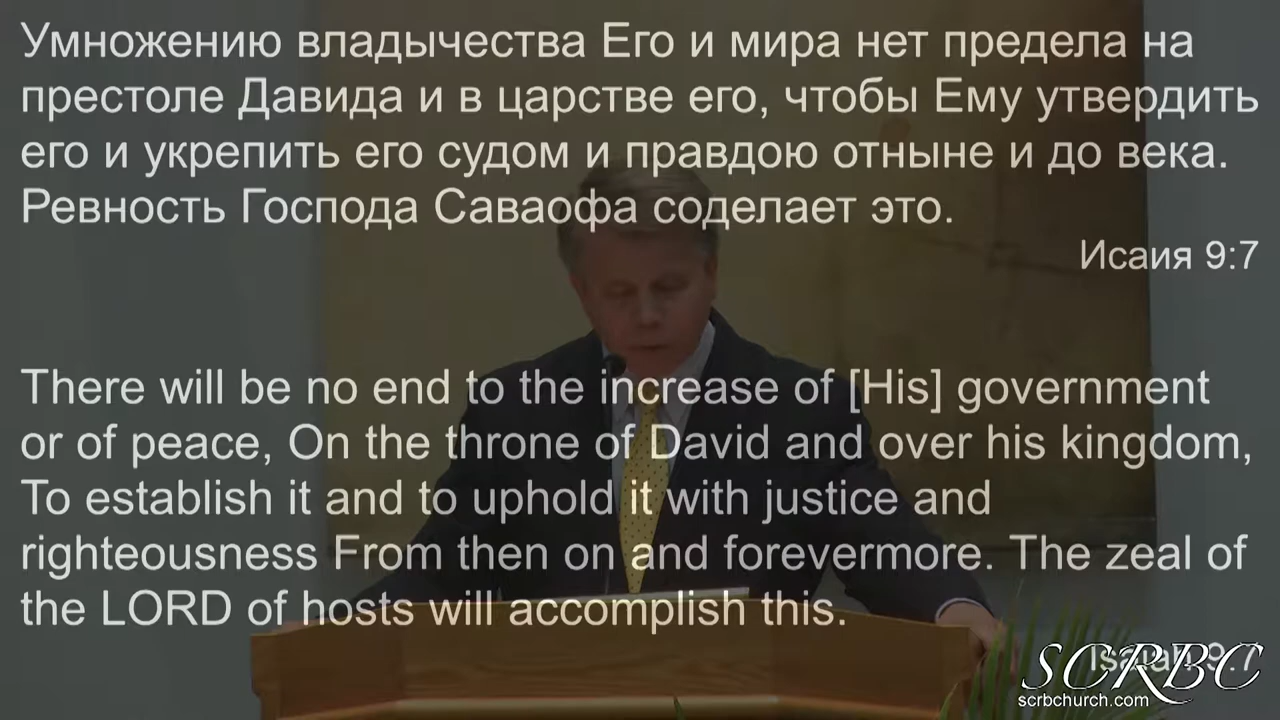 Умножению владычества Его и мира нет предела на
престоле Давида и в царстве его, чтобы Ему утвердить
его и укрепить его судом и правдою отныне и до века.
Ревность Господа Саваофа соделает это.
Исаия 9:7
There will be no end to the increase of [His] government
or of peace, On the throne of David and over his kingdom,
To establish it and to uphold it with justice and
righteousness From then on and forevermore. The zeal of
the LORD of hosts will accomplish this.
Isaiah 9:7
SCRBC
scrbchurch.com